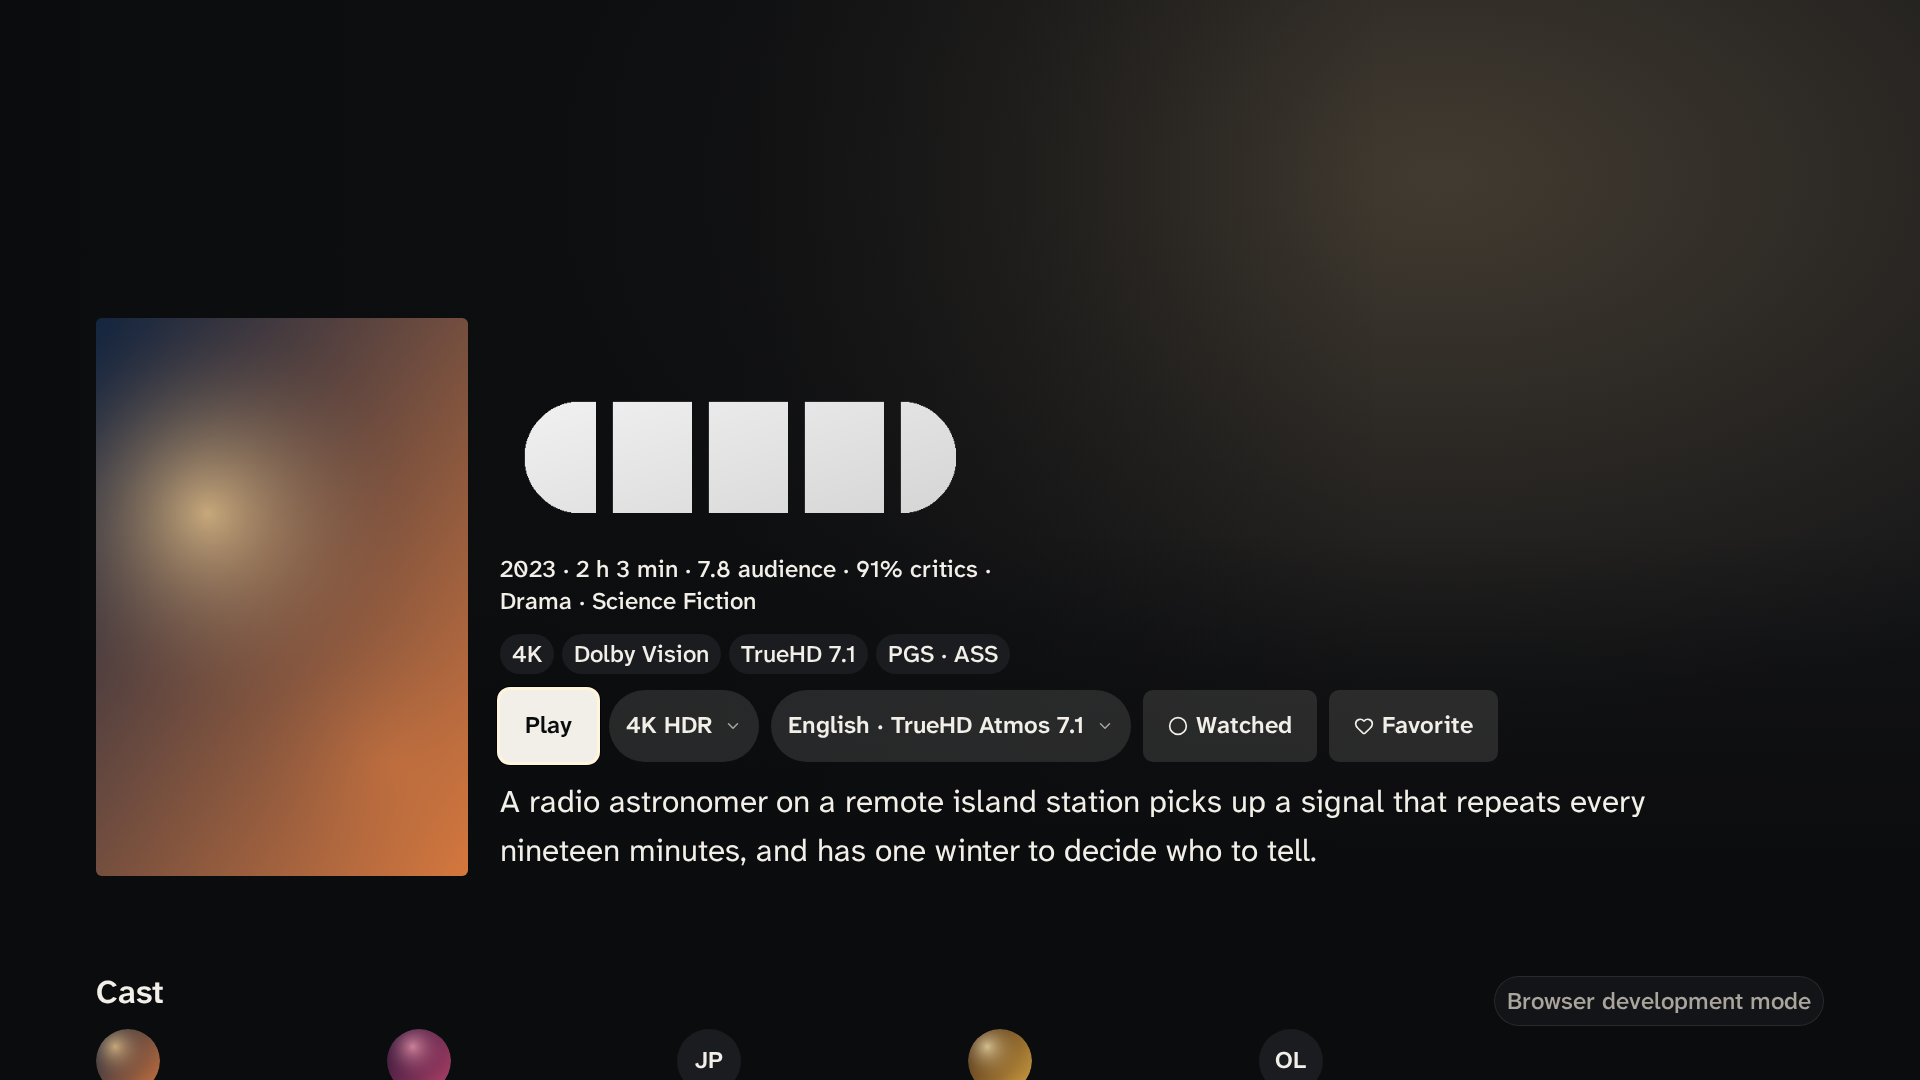 2023 · 2 h 3 min · 7.8 audience · 91% critics ·
Drama · Science Fiction
4K Dolby Vision TrueHD 7.1 PGS · ASS
Play 4K HDR English · TrueHD Atmos 7.1 Watched Favorite
A radio astronomer on a remote island station picks up a signal that repeats every
nineteen minutes, and has one winter to decide who to tell.
Cast
Browser development mode
JP OL